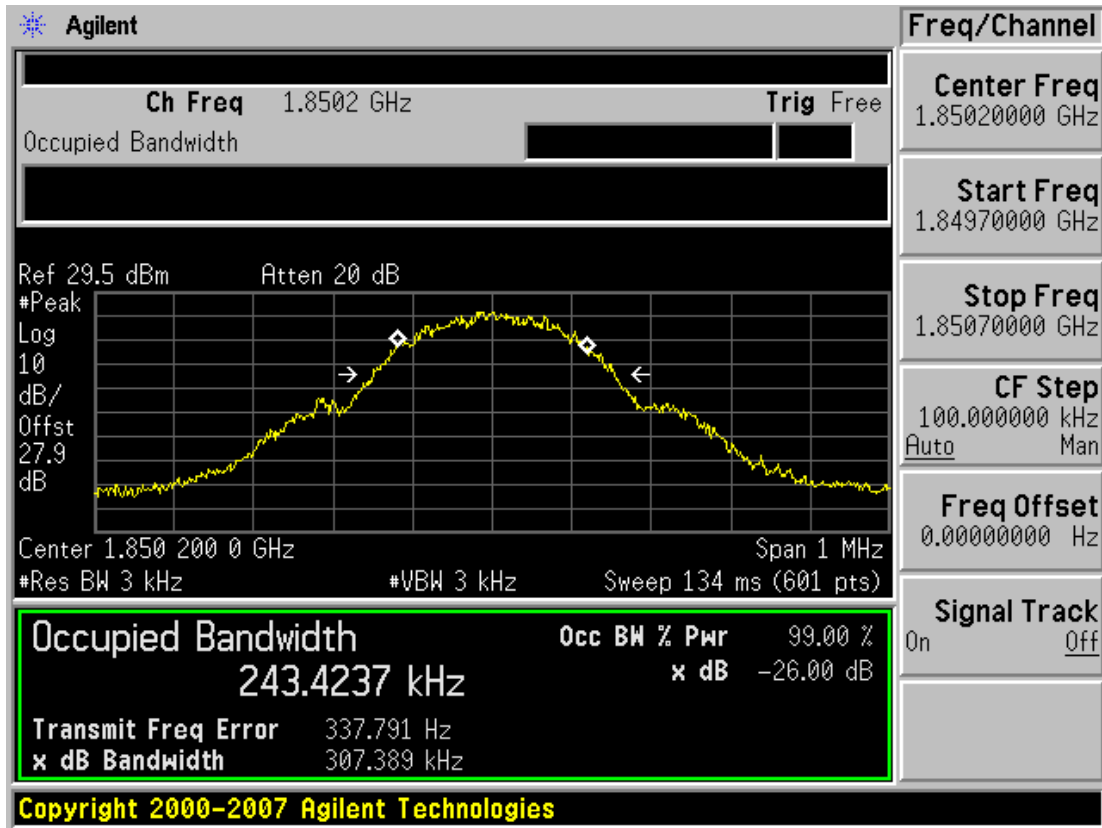 Agilent
Freq/Channel
Ch Freq 1.8502 GHz Trig Free
Occupied Bandwidth
Center Freq
1.85020000 GHz
Start Freq
1.84970000 GHz
Stop Freq
1.85070000 GHz
CF Step
100.000000 kHz
Auto Man
Freq Offset
0.00000000 Hz
Signal Track
On Off
Ref 29.5 dBm Atten 20 dB
#Peak
Log
10
dB/
Offst
27.9
dB
Center 1.850 200 0 GHz Span 1 MHz
#Res BW 3 kHz #VBW 3 kHz Sweep 134 ms (601 pts)
Occupied Bandwidth
243.4237 kHz
Occ BW % Pwr 99.00 %
x dB -26.00 dB
Transmit Freq Error 337.791 Hz
x dB Bandwidth 307.389 kHz
Copyright 2000-2007 Agilent Technologies